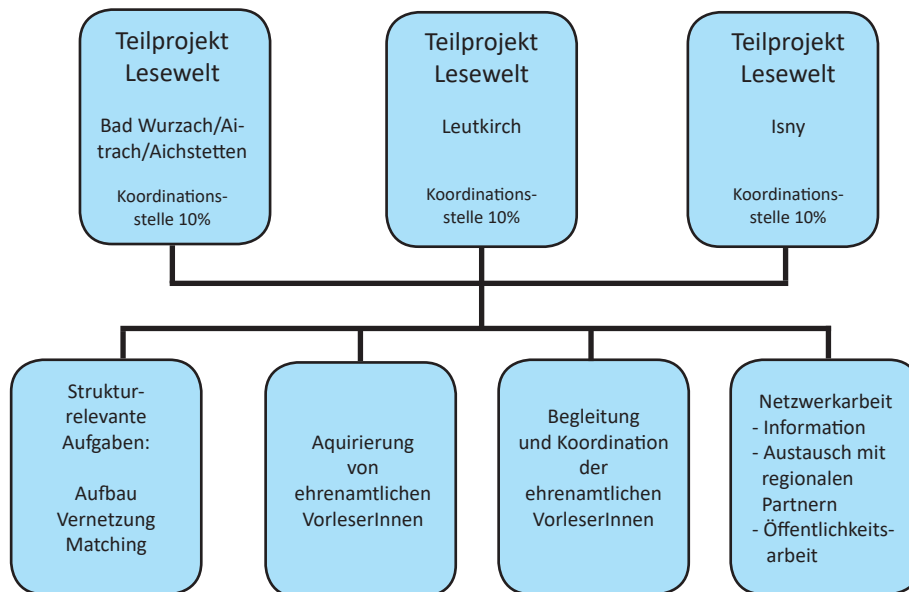 Teilprojekt
Lesewelt
Bad Wurzach/Ai-
trach/Aichstetten
Koordinations-
stelle 10%
Teilprojekt
Lesewelt
Leutkirch
Koordinations-
stelle 10%
Teilprojekt
Lesewelt
Isny
Koordinations-
stelle 10%
Struktur-
relevante
Aufgaben:
Aufbau
Vernetzung
Matching
Aquirierung
von
ehrenamtlichen
VorleserInnen
Begleitung
und Koordination
der
ehrenamtlichen
VorleserInnen
Netzwerkarbeit
- Information
- Austausch mit
regionalen
Partnern
- Öffentlichkeits-
arbeit